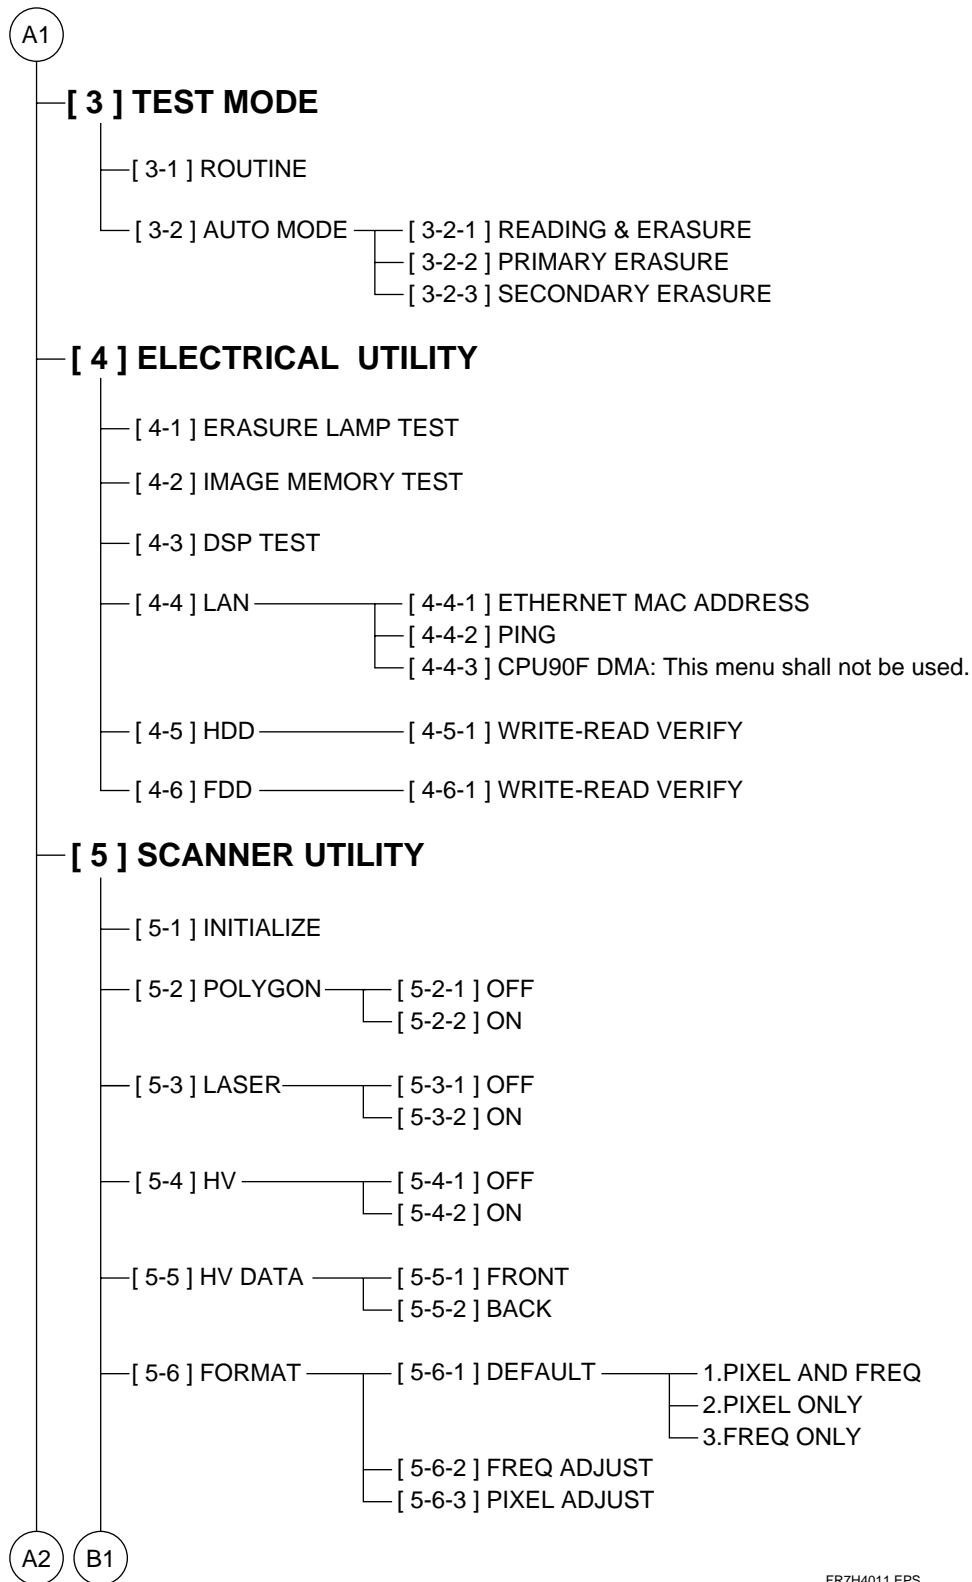 A1
[ 3 ] TEST MODE
[ 3-1 ] ROUTINE
[ 3-2 ] AUTO MODE [ 3-2-1 ] READING & ERASURE
[ 3-2-2 ] PRIMARY ERASURE
[ 3-2-3 ] SECONDARY ERASURE
[ 4 ] ELECTRICAL UTILITY
[ 4-1 ] ERASURE LAMP TEST
[ 4-2 ] IMAGE MEMORY TEST
[ 4-3 ] DSP TEST
[ 4-4 ] LAN [ 4-4-1 ] ETHERNET MAC ADDRESS
[ 4-4-2 ] PING
[ 4-4-3 ] CPU90F DMA: This menu shall not be used.
[ 4-5 ] HDD [ 4-5-1 ] WRITE-READ VERIFY
[ 4-6 ] FDD [ 4-6-1 ] WRITE-READ VERIFY
[ 5 ] SCANNER UTILITY
[ 5-1 ] INITIALIZE
[ 5-2 ] POLYGON [ 5-2-1 ] OFF
[ 5-2-2 ] ON
[ 5-3 ] LASER [ 5-3-1 ] OFF
[ 5-3-2 ] ON
[ 5-4 ] HV [ 5-4-1 ] OFF
[ 5-4-2 ] ON
[ 5-5 ] HV DATA [ 5-5-1 ] FRONT
[ 5-5-2 ] BACK
[ 5-6 ] FORMAT [ 5-6-1 ] DEFAULT 1.PIXEL AND FREQ
2.PIXEL ONLY
3.FREQ ONLY
[ 5-6-2 ] FREQ ADJUST
[ 5-6-3 ] PIXEL ADJUST
A2 B1
FR7H4011.EPS